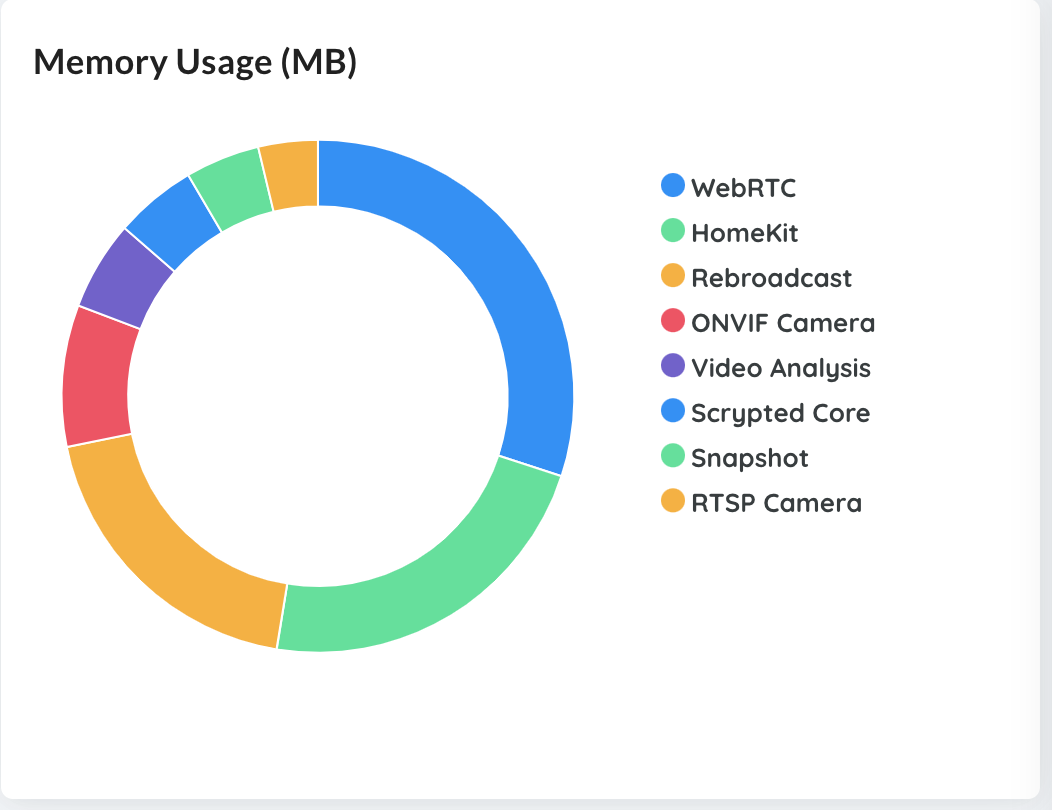 Memory Usage (MB)
WebRTC
HomeKit
Rebroadcast
ONVIF Camera
Video Analysis
Scrypted Core
Snapshot
RTSP Camera